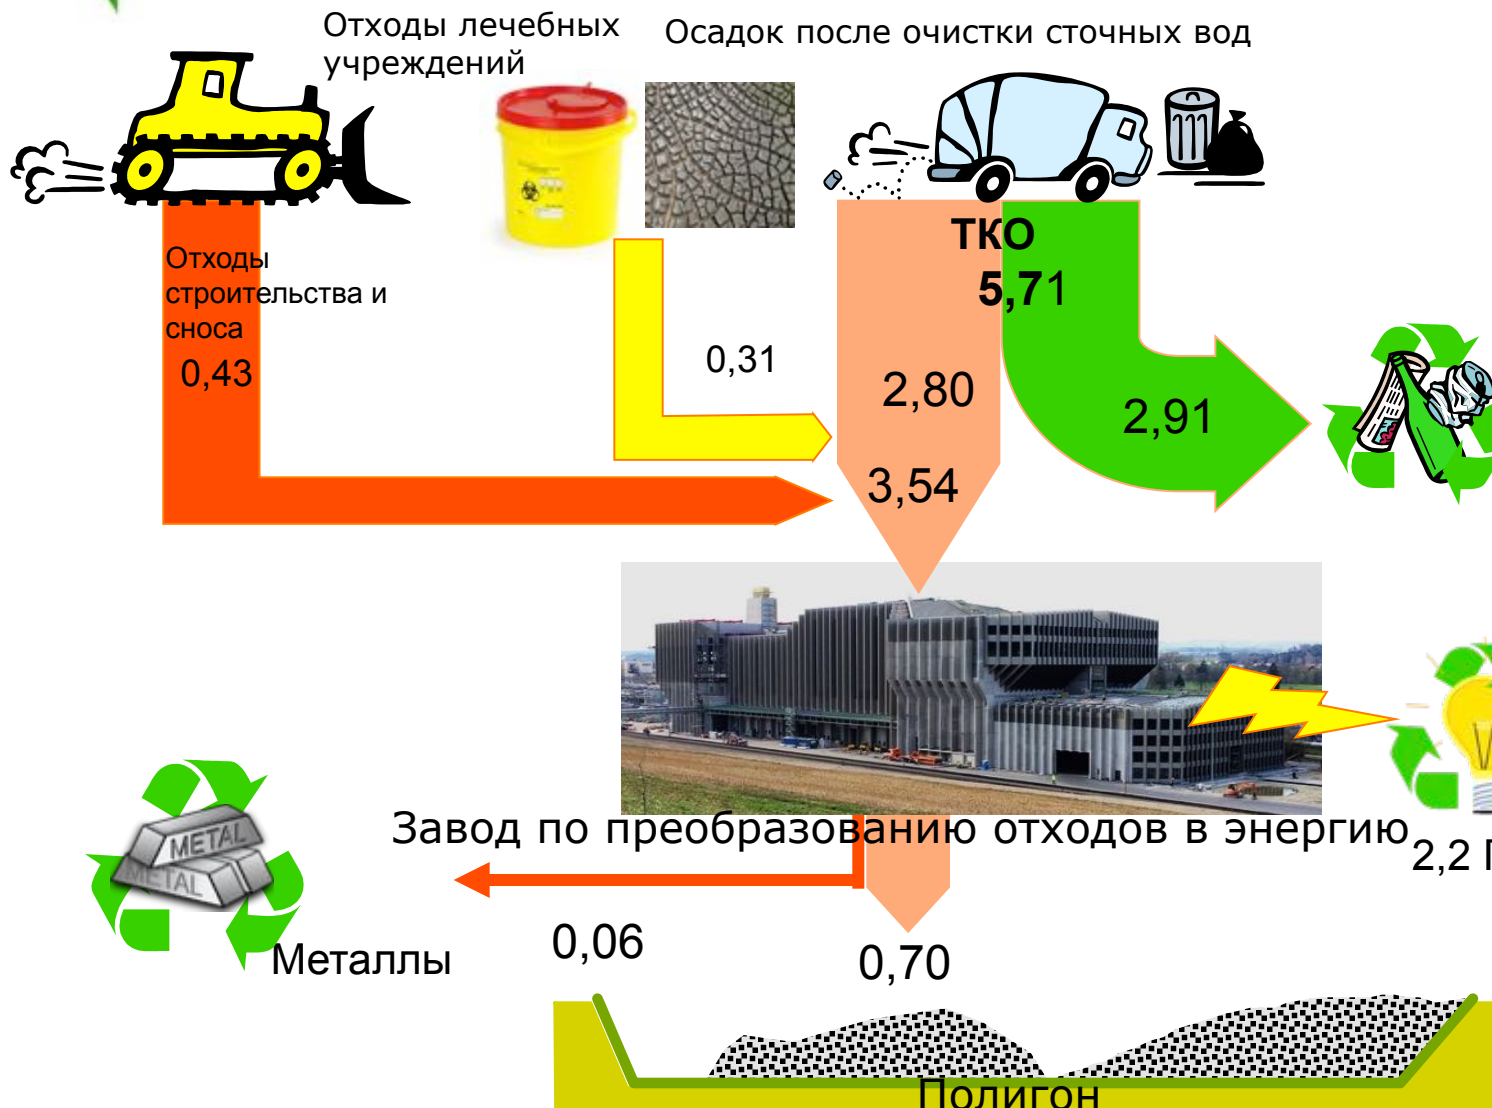 Отходы лечебных
учреждений
Осадок после очистки сточных вод
Отходы
строительства и
сноса
0,43
0,31
ТКО
5,71
2,80
2,91
3,54
METAL
METAL
Завод по преобразованию отходов в энергию
2,2 Г
Металлы
0,06
0,70
Полигон